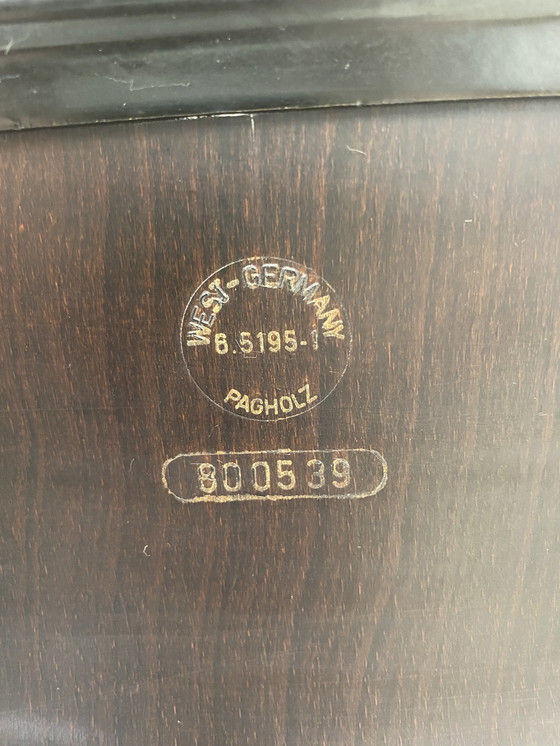 WEST-GERMANY
6.5195-1
PAGHOLZ
800539